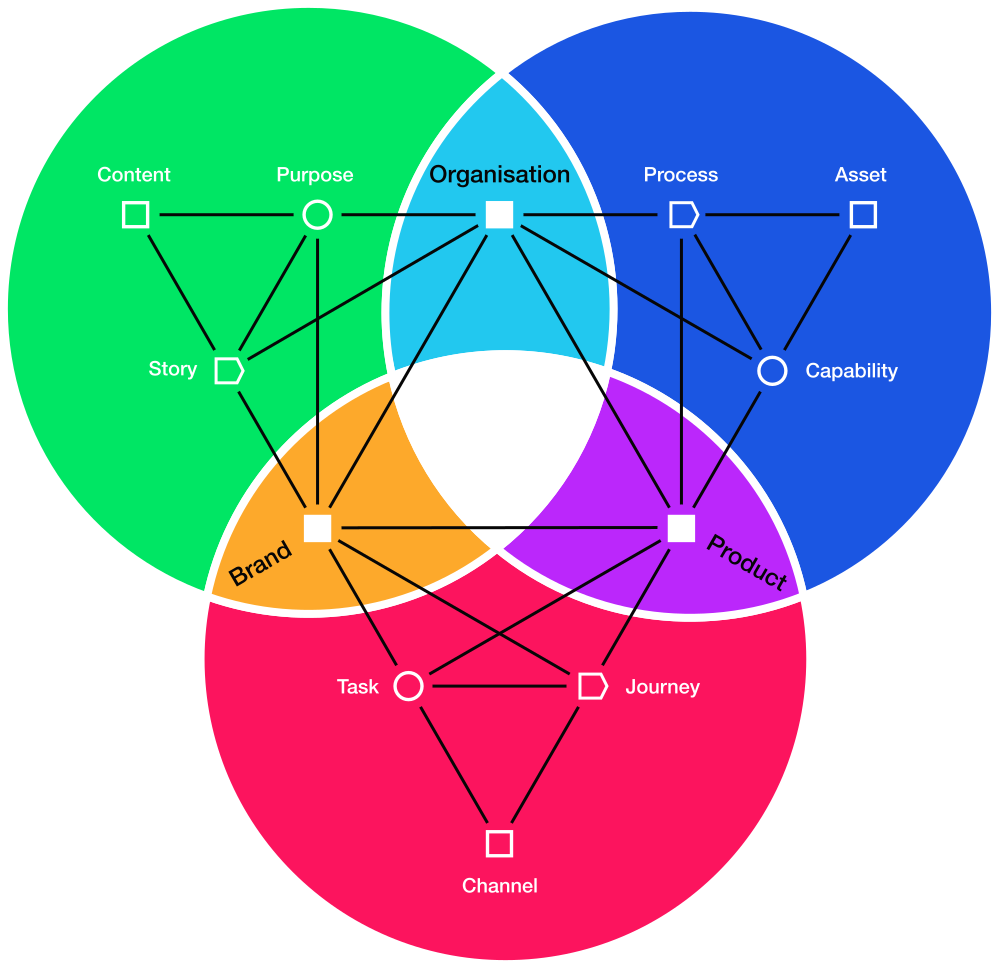 Content
Purpose
Organisation
Process
Asset
Story
Capability
Brand
Product
Task
Journey
Channel